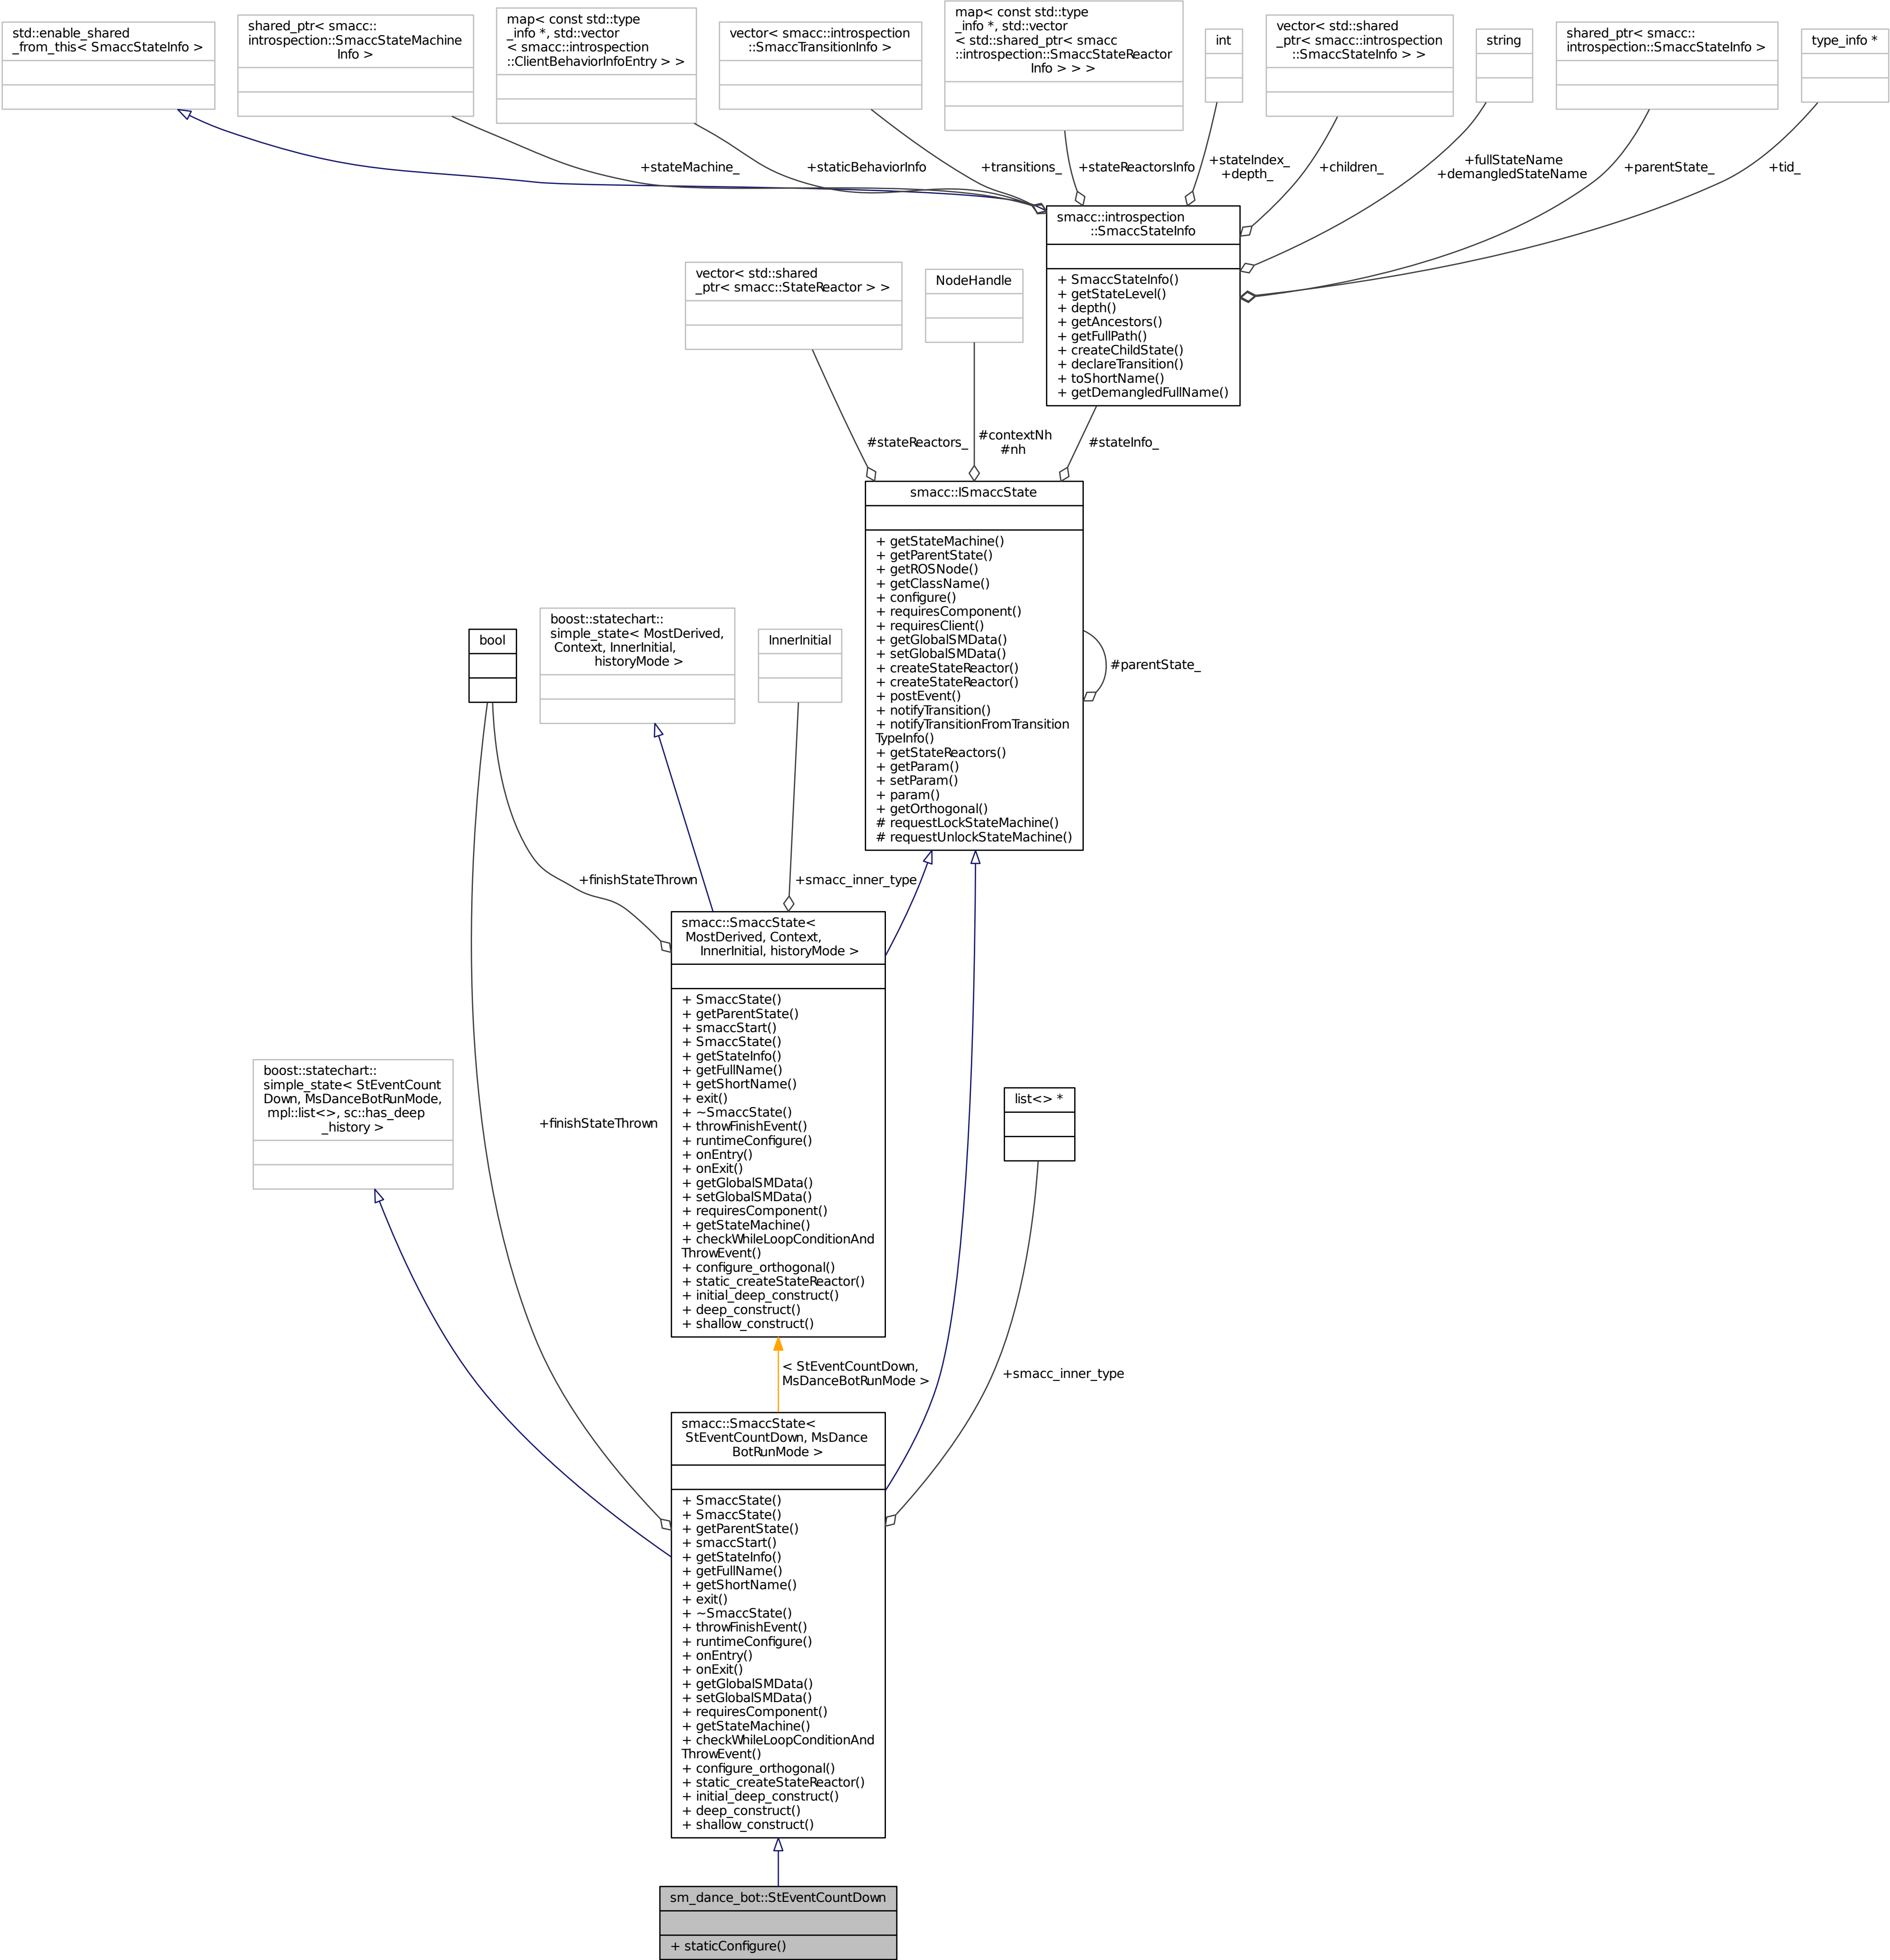 std::enable_shared
_from_this< SmaccStateInfo >
shared_ptr< smacc::
introspection::SmaccStateMachine
Info >
map< const std::type
_info *, std::vector
< smacc::introspection
::ClientBehaviorInfoEntry > >
vector< smacc::introspection
::SmaccTransitionInfo >
map< const std::type
_info *, std::vector
< std::shared_ptr< smacc
::introspection::SmaccStateReactor
Info > > >
int
vector< std::shared
_ptr< smacc::introspection
::SmaccStateInfo > >
string
shared_ptr< smacc::
introspection::SmaccStateInfo >
type_info *
+stateMachine_
+staticBehaviorInfo
+transitions_
+stateReactorsInfo
+stateIndex_
+depth_
+children_
+fullStateName
+demangledStateName
+parentState_
+tid_
smacc::introspection
::SmaccStateInfo
+ SmaccStateInfo()
+ getStateLevel()
+ depth()
+ getAncestors()
+ getFullPath()
+ createChildState()
+ declareTransition()
+ toShortName()
+ getDemangledFullName()
vector< std::shared
_ptr< smacc::StateReactor > >
NodeHandle
#stateReactors_
#contextNh
#nh
#stateInfo_
smacc::ISmaccState
+ getStateMachine()
+ getParentState()
+ getROSNode()
+ getClassName()
+ configure()
+ requiresComponent()
+ requiresClient()
+ getGlobalSMData()
+ setGlobalSMData()
+ createStateReactor()
+ createStateReactor()
+ postEvent()
+ notifyTransition()
+ notifyTransitionFromTransition
TypeInfo()
+ getStateReactors()
+ getParam()
+ setParam()
+ param()
+ getOrthogonal()
# requestLockStateMachine()
# requestUnlockStateMachine()
#parentState_
bool
boost::statechart::
simple_state< MostDerived,
Context, InnerInitial,
historyMode >
InnerInitial
+finishStateThrown
+smacc_inner_type
smacc::SmaccState<
MostDerived, Context,
InnerInitial, historyMode >
+ SmaccState()
+ getParentState()
+ smaccStart()
+ SmaccState()
+ getStateInfo()
+ getFullName()
+ getShortName()
+ exit()
+ ~SmaccState()
+ throwFinishEvent()
+ runtimeConfigure()
+ onEntry()
+ onExit()
+ getGlobalSMData()
+ setGlobalSMData()
+ requiresComponent()
+ getStateMachine()
+ checkWhileLoopConditionAnd
ThrowEvent()
+ configure_orthogonal()
+ static_createStateReactor()
+ initial_deep_construct()
+ deep_construct()
+ shallow_construct()
boost::statechart::
simple_state< StEventCount
Down, MsDanceBotRunMode,
mpl::list<>, sc::has_deep
_history >
+finishStateThrown
list<> *
< StEventCountDown,
MsDanceBotRunMode >
+smacc_inner_type
smacc::SmaccState<
StEventCountDown, MsDance
BotRunMode >
+ SmaccState()
+ SmaccState()
+ getParentState()
+ smaccStart()
+ getStateInfo()
+ getFullName()
+ getShortName()
+ exit()
+ ~SmaccState()
+ throwFinishEvent()
+ runtimeConfigure()
+ onEntry()
+ onExit()
+ getGlobalSMData()
+ setGlobalSMData()
+ requiresComponent()
+ getStateMachine()
+ checkWhileLoopConditionAnd
ThrowEvent()
+ configure_orthogonal()
+ static_createStateReactor()
+ initial_deep_construct()
+ deep_construct()
+ shallow_construct()
sm_dance_bot::StEventCountDown
+ staticConfigure()